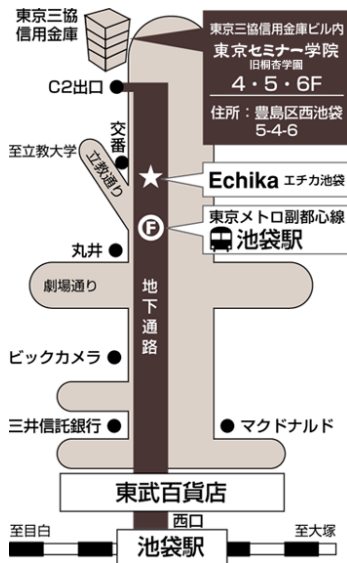 東京三協
信用金庫
東京三協信用金庫ビル内
東京セミナー学院
旧桐杏学園
4・5・6F
住所：豊島区西池袋
5-4-6
C2出口
交番
至立教大学
立教通り
Echika エチカ池袋
東京メトロ副都心線
F
池袋駅
丸井
劇場通り
地下通路
ビックカメラ
三井信託銀行
マクドナルド
東武百貨店
西口
至目白
至大塚
池袋駅